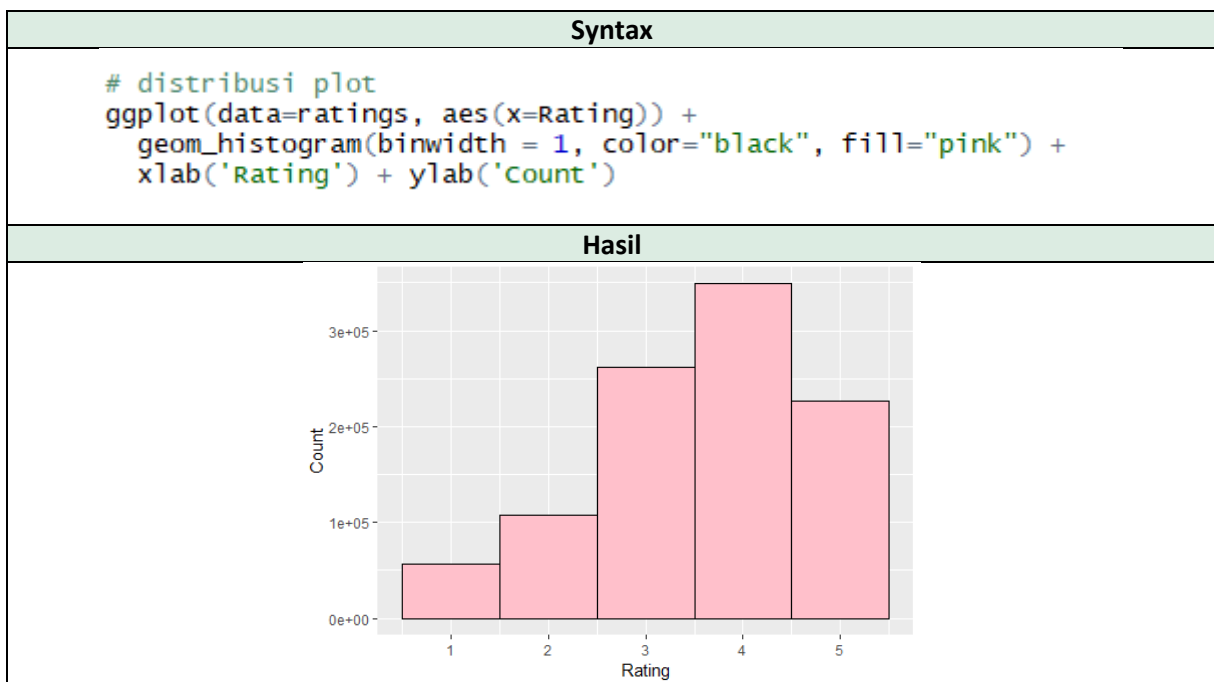 Syntax
# distribusi plot
ggplot(data=ratings, aes(x=Rating)) +
geom_histogram(binwidth = 1, color="black", fill="pink") +
xlab('Rating') + ylab('Count')
Hasil
Count
3e+05
2e+05
1e+05
0e+00
1 2 3 4 5
Rating